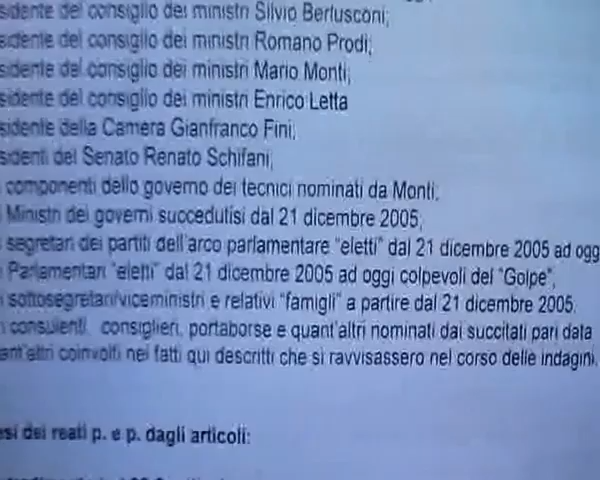 sidente del consiglio dei ministri Silvio Berlusconi;
sidente del consiglio dei ministri Romano Prodi;
sidente del consiglio dei ministri Mario Monti;
sidente del consiglio dei ministri Enrico Letta
sidente della Camera Gianfranco Fini;
sidenti del Senato Renato Schifani;
i componenti dello governo dei tecnici nominati da Monti;
i Ministri dei governi succedutisi dal 21 dicembre 2005;
i segretari dei partiti dell'arco parlamentare "eletti" dal 21 dicembre 2005 ad ogg
i Parlamentari "eletti" dal 21 dicembre 2005 ad oggi colpevoli del "Golpe";
i sottosegretari/viceministri e relativi "famigli" a partire dal 21 dicembre 2005.
i consulenti, consiglieri, portaborse e quant'altri nominati dai succitati pari data
ant'altri coinvolti nei fatti qui descritti che si ravvisassero nel corso delle indagini.
esi dei reati p. e p. dagli articoli: